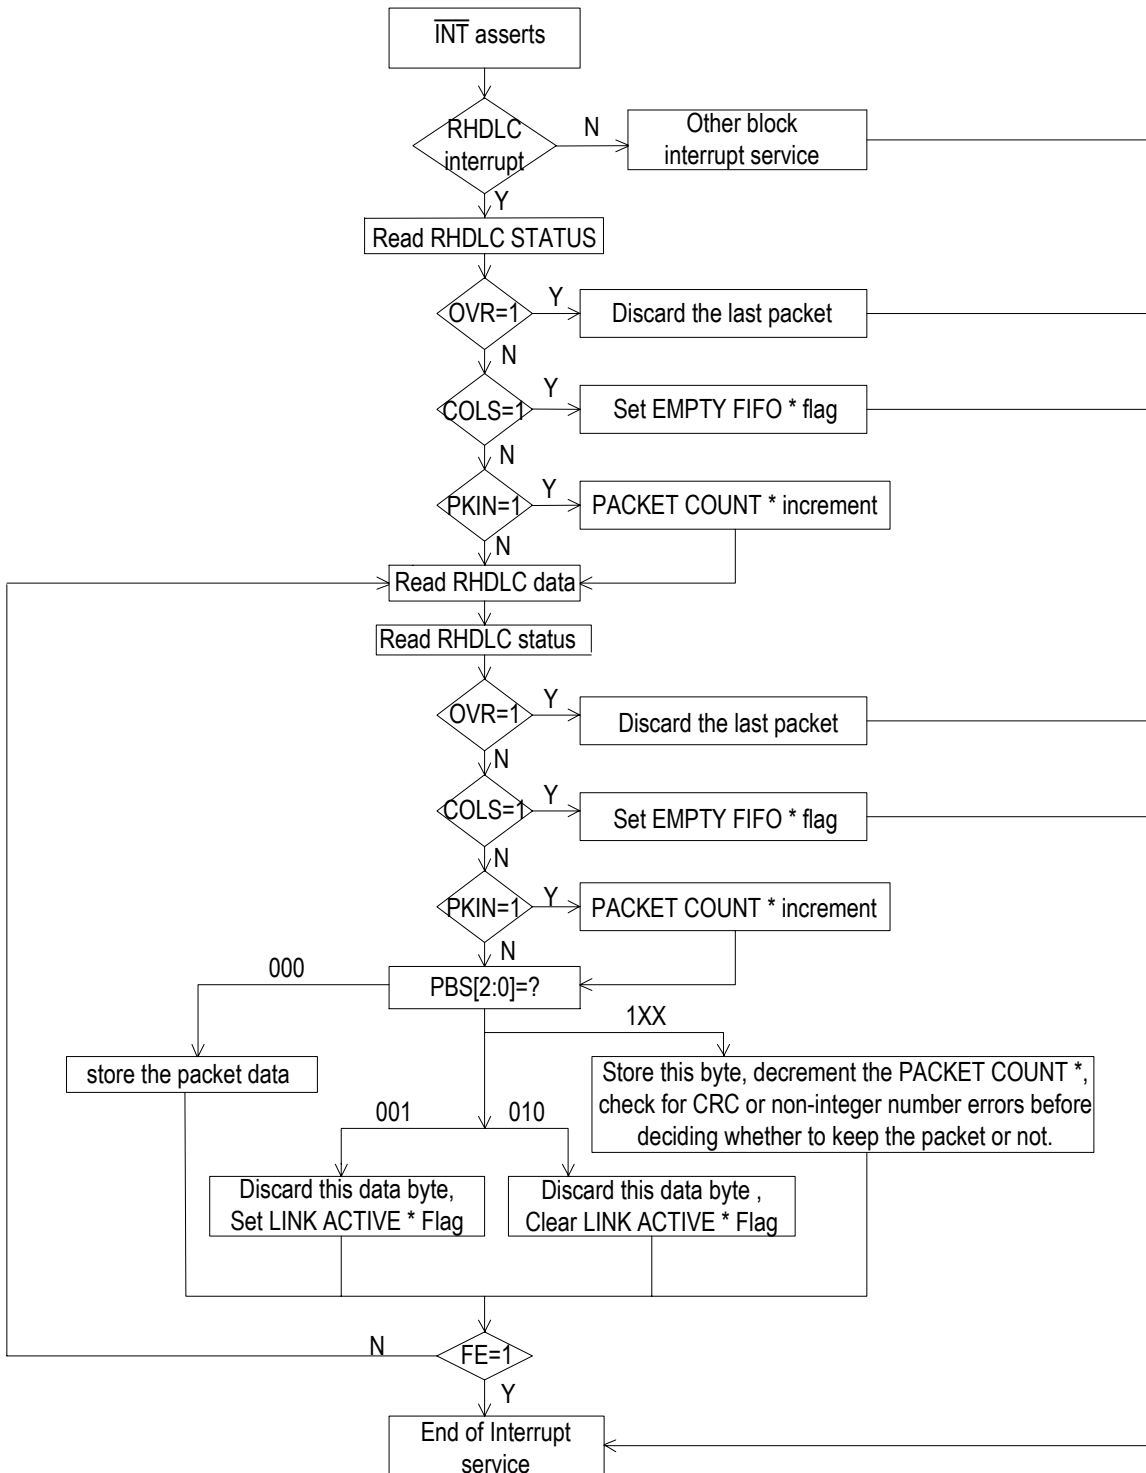 INT asserts
RHDLC
interrupt
N
Other block
interrupt service
Y
Read RHDLC STATUS
OVR=1
Y
Discard the last packet
N
COLS=1
Y
Set EMPTY FIFO * flag
N
PKIN=1
Y
PACKET COUNT * increment
N
Read RHDLC data
Read RHDLC status
OVR=1
Y
Discard the last packet
N
COLS=1
Y
Set EMPTY FIFO * flag
N
PKIN=1
Y
PACKET COUNT * increment
N
000
PBS[2:0]=?
1XX
store the packet data
Store this byte, decrement the PACKET COUNT *,
check for CRC or non-integer number errors before
deciding whether to keep the packet or not.
001
010
Discard this data byte,
Set LINK ACTIVE * Flag
Discard this data byte ,
Clear LINK ACTIVE * Flag
N
FE=1
Y
End of Interrupt
service